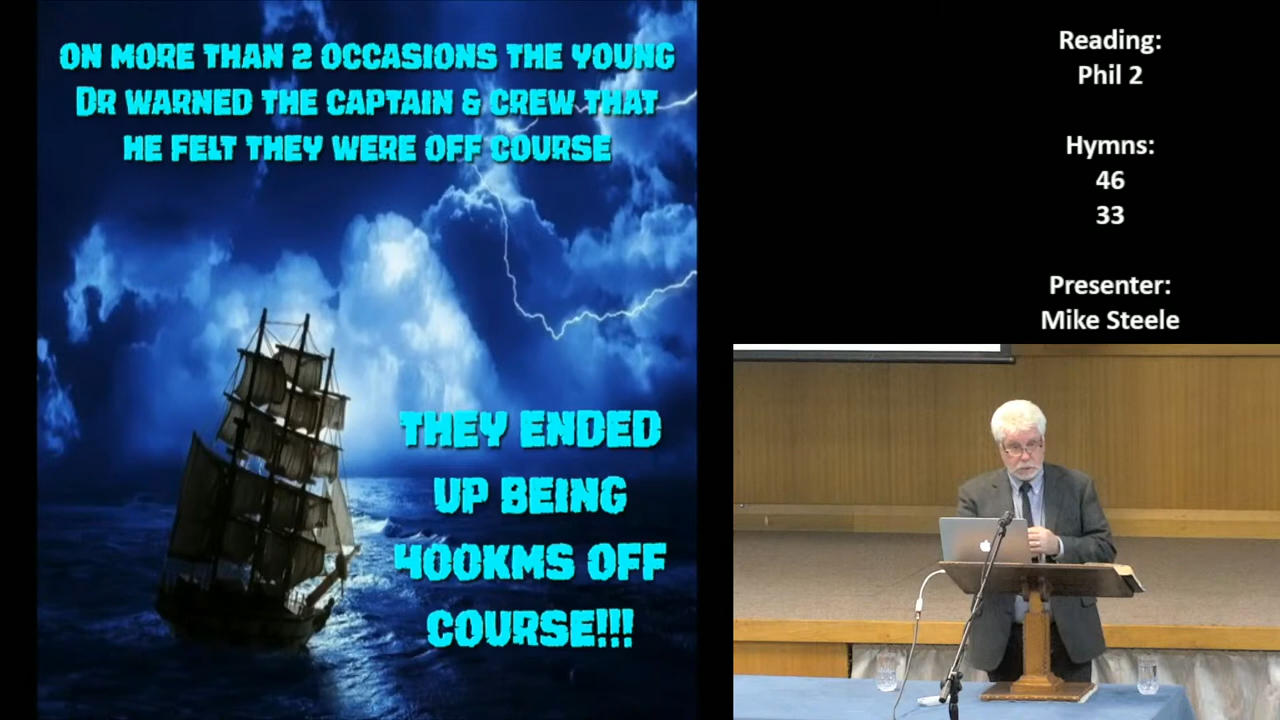 ON MORE THAN 2 OCCASIONS THE YOUNG
DR WARNED THE CAPTAIN & CREW THAT
HE FELT THEY WERE OFF COURSE
THEY ENDED
UP BEING
400KMS OFF
COURSE!!!
Reading:
Phil 2
Hymns:
46
33
Presenter:
Mike Steele